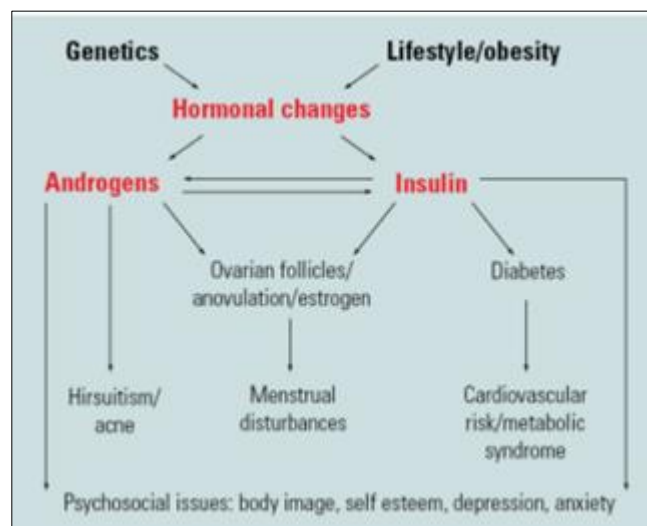 Genetics
Lifestyle/obesity
Hormonal changes
Androgens
Insulin
Ovarian follicles/
anovulation/estrogen
Diabetes
Hirsuitism/
acne
Menstrual
disturbances
Cardiovascular
risk/metabolic
syndrome
Psychosocial issues: body image, self esteem, depression, anxiety